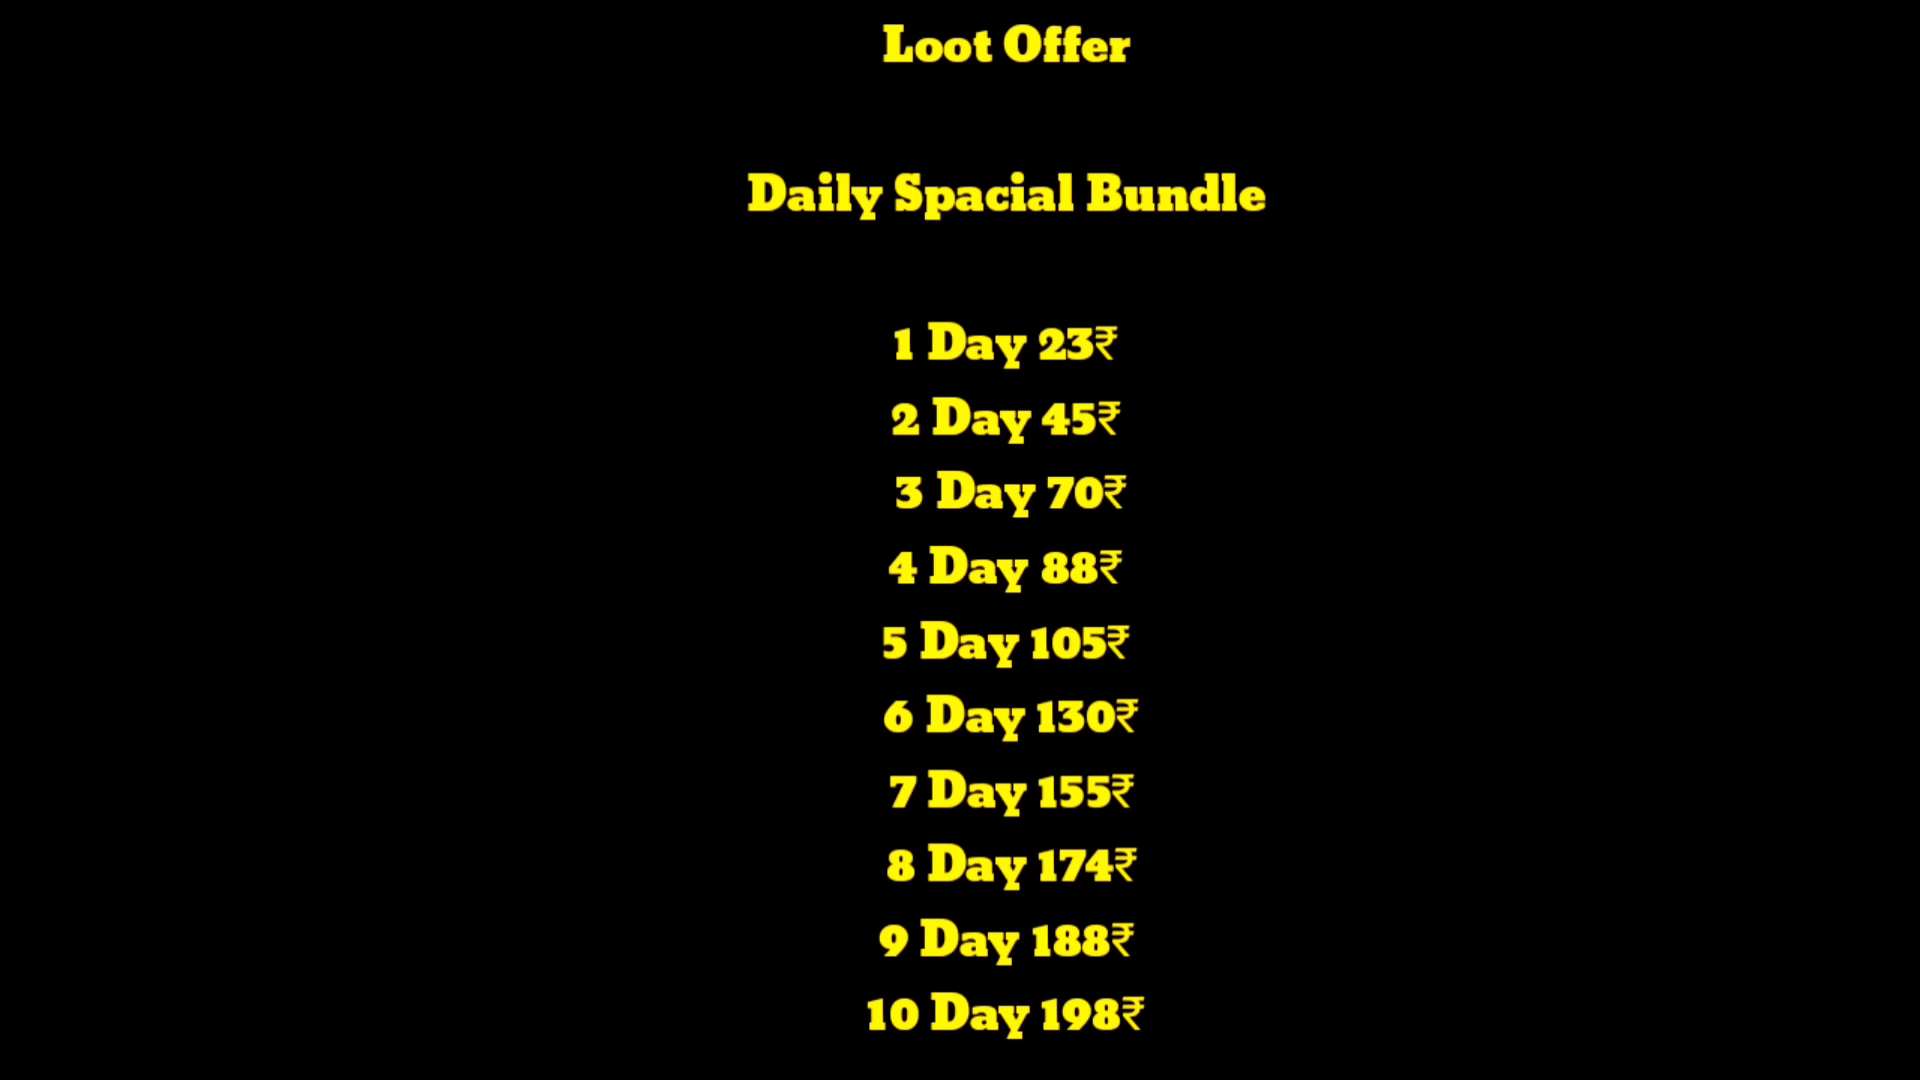 Loot Offer
Daily Spacial Bundle
1 Day 23₹
2 Day 45₹
3 Day 70₹
4 Day 88₹
5 Day 105₹
6 Day 130₹
7 Day 155₹
8 Day 174₹
9 Day 188₹
10 Day 198₹